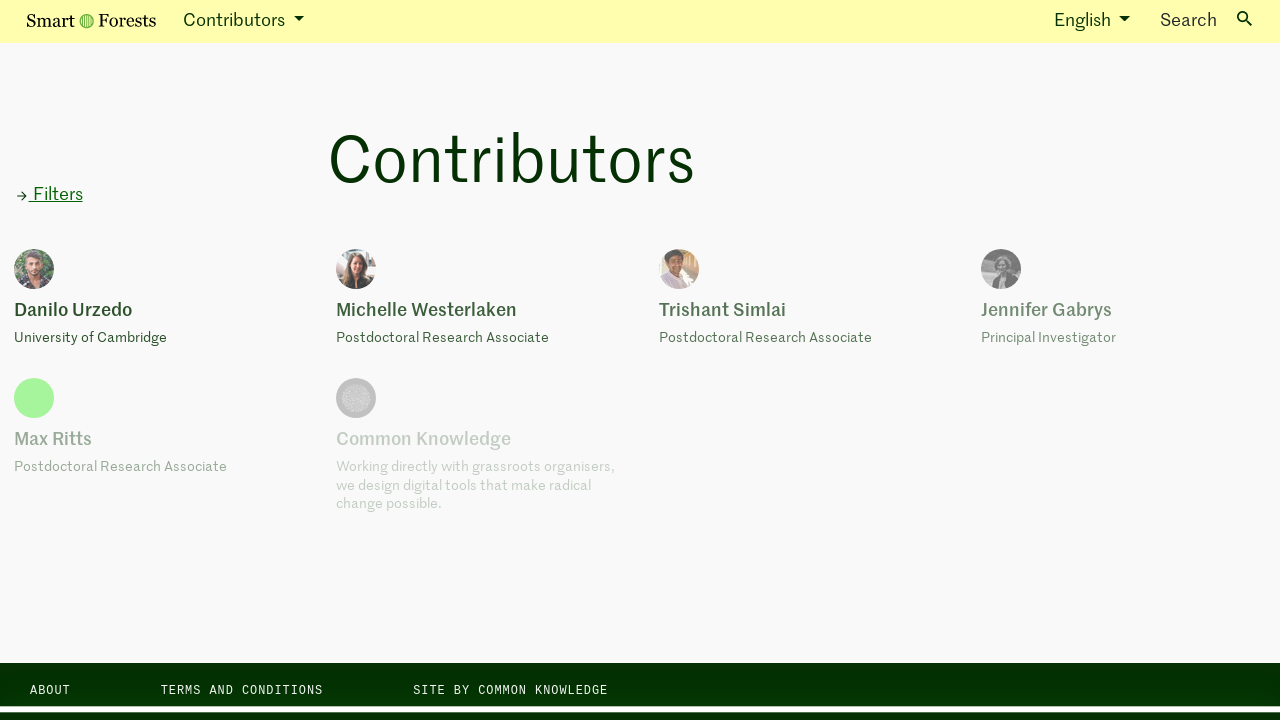 Smart Forests
Contributors
English
Search
Contributors
Filters
Danilo Urzedo
University of Cambridge
Michelle Westerlaken
Postdoctoral Research Associate
Trishant Simlai
Postdoctoral Research Associate
Jennifer Gabrys
Principal Investigator
Max Ritts
Postdoctoral Research Associate
Common Knowledge
Working directly with grassroots organisers,
we design digital tools that make radical
change possible.
ABOUT
TERMS AND CONDITIONS
SITE BY COMMON KNOWLEDGE